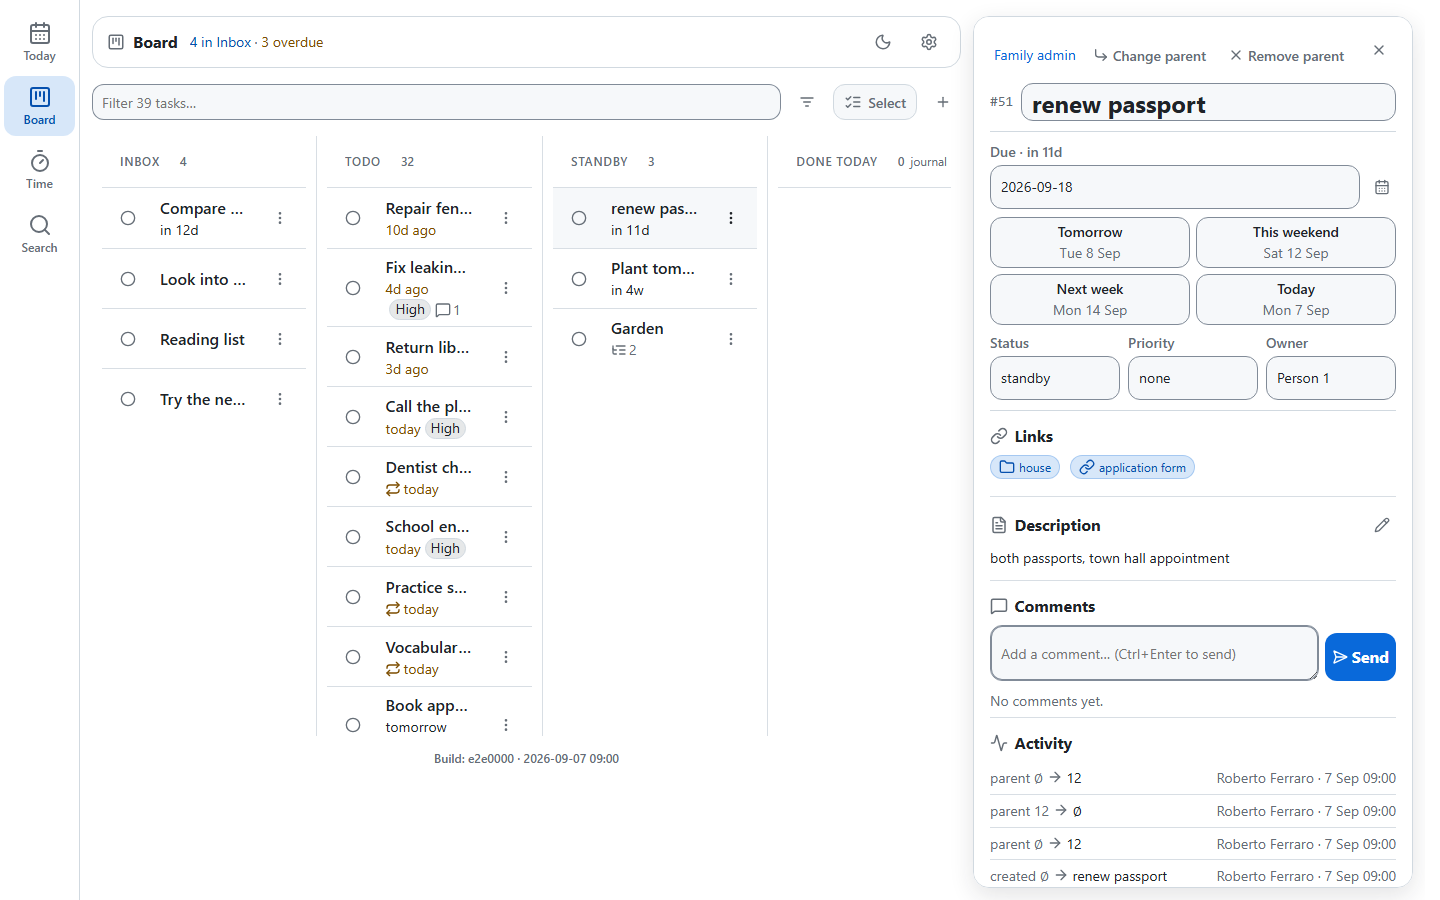 Today
Board
Time
Search
Board 4 in Inbox · 3 overdue
Filter 39 tasks...
Select
INBOX 4
Compare ...
in 12d
Look into ...
Reading list
Try the ne...
TODO 32
Repair fen...
10d ago
Fix leakin...
4d ago
High 1
Return lib...
3d ago
Call the pl...
today High
Dentist ch...
today
School en...
today High
Practice s...
today
Vocabular...
today
Book app...
tomorrow
STANDBY 3
renew pas...
in 11d
Plant tom...
in 4w
Garden
2
DONE TODAY 0 journal
Build: e2e0000 · 2026-09-07 09:00
Family admin Change parent Remove parent
#51 renew passport
Due · in 11d
2026-09-18
Tomorrow
Tue 8 Sep
This weekend
Sat 12 Sep
Next week
Mon 14 Sep
Today
Mon 7 Sep
Status Priority Owner
standby none Person 1
Links
house application form
Description
both passports, town hall appointment
Comments
Add a comment... (Ctrl+Enter to send)
Send
No comments yet.
Activity
parent ∅ → 12 Roberto Ferraro · 7 Sep 09:00
parent 12 → ∅ Roberto Ferraro · 7 Sep 09:00
parent ∅ → 12 Roberto Ferraro · 7 Sep 09:00
created ∅ → renew passport Roberto Ferraro · 7 Sep 09:00